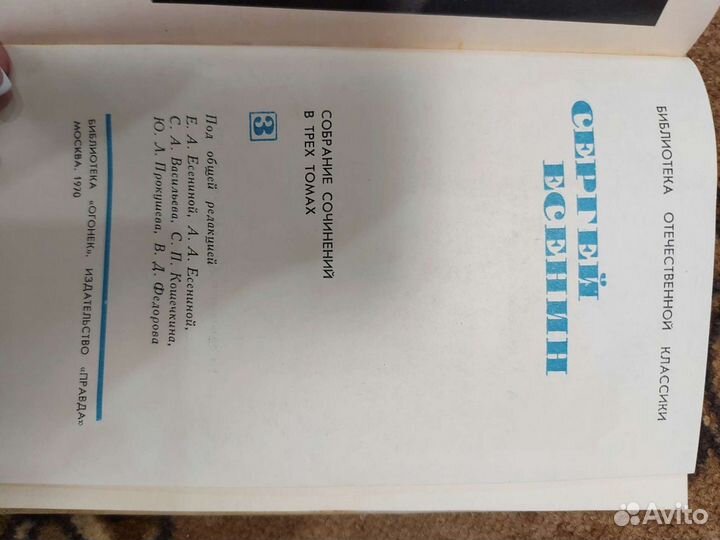 БИБЛИОТЕКА ОТЕЧЕСТВЕННОЙ КЛАССИКИ
СЕРГЕЙ
ЕСЕНИН
СОБРАНИЕ СОЧИНЕНИЙ
В ТРЕХ ТОМАХ
3
Под общей редакцией
Е. А. Есениной, А. А. Есениной,
С. А. Васильева, С. П. Кошечкина,
Ю. Л. Прокушева, В. Д. Федорова
БИБЛИОТЕКА «ОГОНЕК», ИЗДАТЕЛЬСТВО «ПРАВДА»
МОСКВА. 1970
Avito